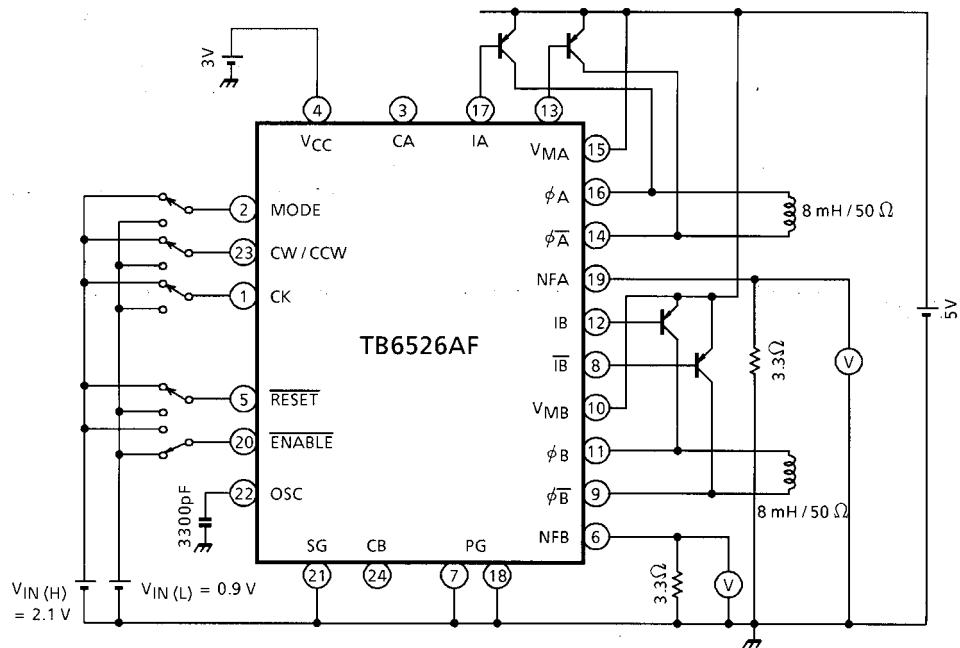 3V
4
3
17
13
VCC
CA
IA
VMA
15
2
MODE
φA
16
8 mH / 50 Ω
23
CW / CCW
φA̅
14
1
CK
NFA
19
TB6526AF
IB
12
5V
3.3Ω
V
I̅B̅
8
5
R̅E̅S̅E̅T̅
VMB
10
20
E̅N̅A̅B̅L̅E̅
φB
11
22
OSC
φB̅
9
8 mH / 50 Ω
3300pF
NFB
6
SG
CB
PG
21
24
7
18
3.3Ω
V
VIN (H)
= 2.1 V
VIN (L) = 0.9 V